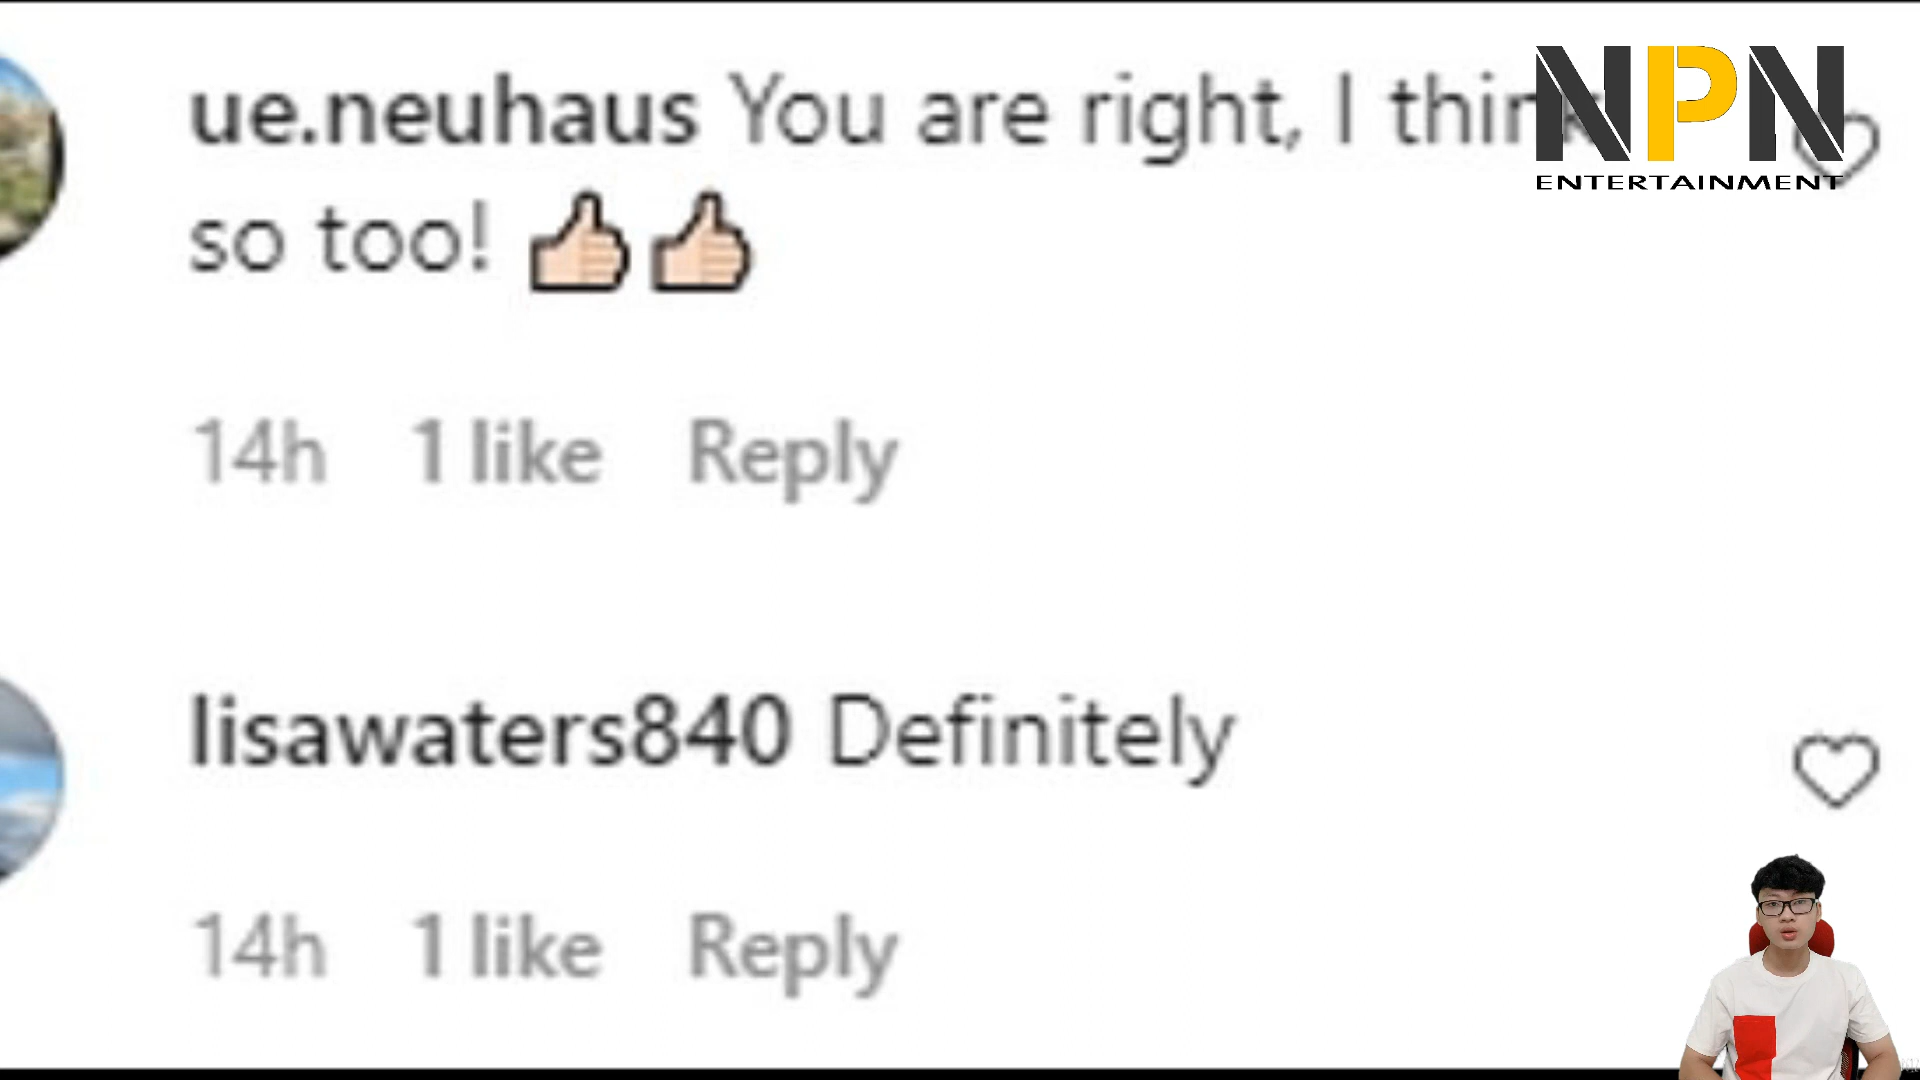 ue.neuhaus You are right, I think
so too! 👍🏻👍🏻
14h 1 like Reply
lisawaters840 Definitely
14h 1 like Reply
NPN
ENTERTAINMENT